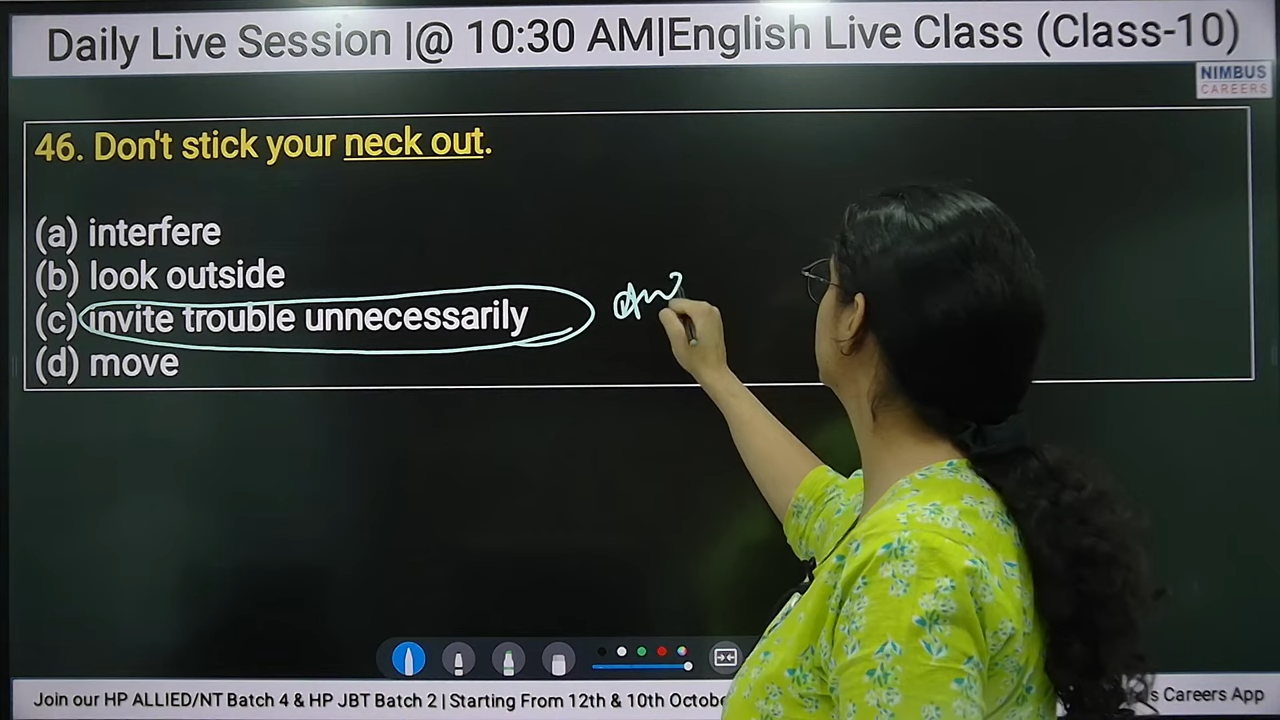 Daily Live Session |@ 10:30 AM|English Live Class (Class-10)
NIMBUS
CAREERS
46. Don't stick your neck out.
(a) interfere
(b) look outside
(c) invite trouble unnecessarily
(d) move
Join our HP ALLIED/NT Batch 4 & HP JBT Batch 2 | Starting From 12th & 10th Careers App